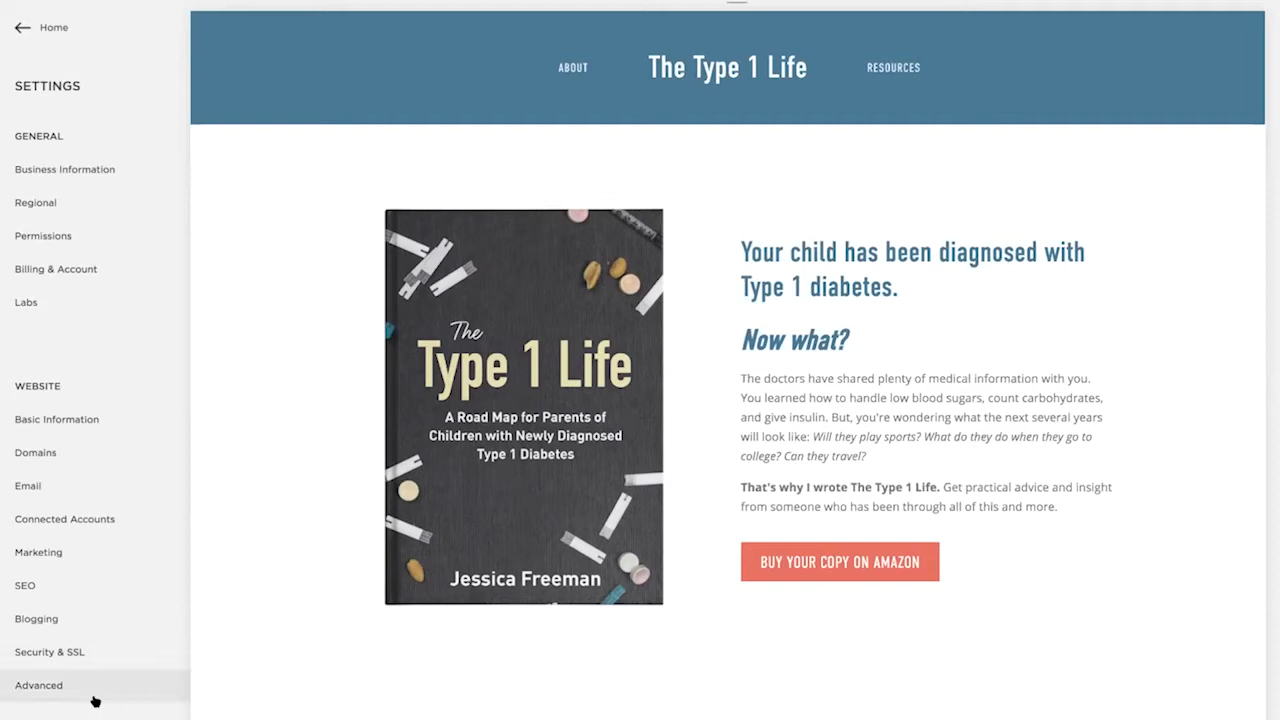 Home
SETTINGS
GENERAL
Business Information
Regional
Permissions
Billing & Account
Labs
WEBSITE
Basic Information
Domains
Email
Connected Accounts
Marketing
SEO
Blogging
Security & SSL
Advanced
ABOUT
The Type 1 Life
RESOURCES
The
Type 1 Life
A Road Map for Parents of
Children with Newly Diagnosed
Type 1 Diabetes
Jessica Freeman
Your child has been diagnosed with
Type 1 diabetes.
Now what?
The doctors have shared plenty of medical information with you.
You learned how to handle low blood sugars, count carbohydrates,
and give insulin. But, you're wondering what the next several years
will look like: Will they play sports? What do they do when they go to
college? Can they travel?
That's why I wrote The Type 1 Life. Get practical advice and insight
from someone who has been through all of this and more.
BUY YOUR COPY ON AMAZON